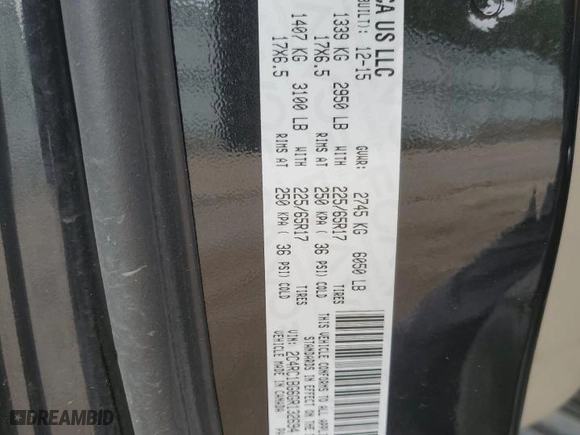 CA US LLC
BUILT): 12-15 GVWR: 2745 KG 6050 LB
1339 KG 2950 LB WITH 225/65R17 TIRES
17X6.5 RIMS AT 250 KPA ( 36 PSI) COLD
1407 KG 3100 LB WITH 225/65R17 TIRES
17X6.5 RIMS AT 250 KPA ( 36 PSI) COLD
THIS VEHICLE CONFORMS TO ALL APPL
STANDARDS IN EFFECT ON THE
VIN:
VEHICLE MADE IN CANADA
DREAMBID